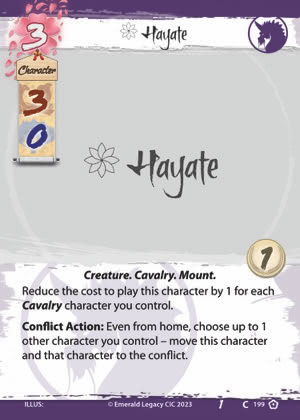 3
Hayate
Character
3
0
Hayate
1
Creature. Cavalry. Mount.
Reduce the cost to play this character by 1 for each
Cavalry character you control.
Conflict Action: Even from home, choose up to 1
other character you control – move this character
and that character to the conflict.
ILLUS:
© Emerald Legacy CIC 2023
1
C
199